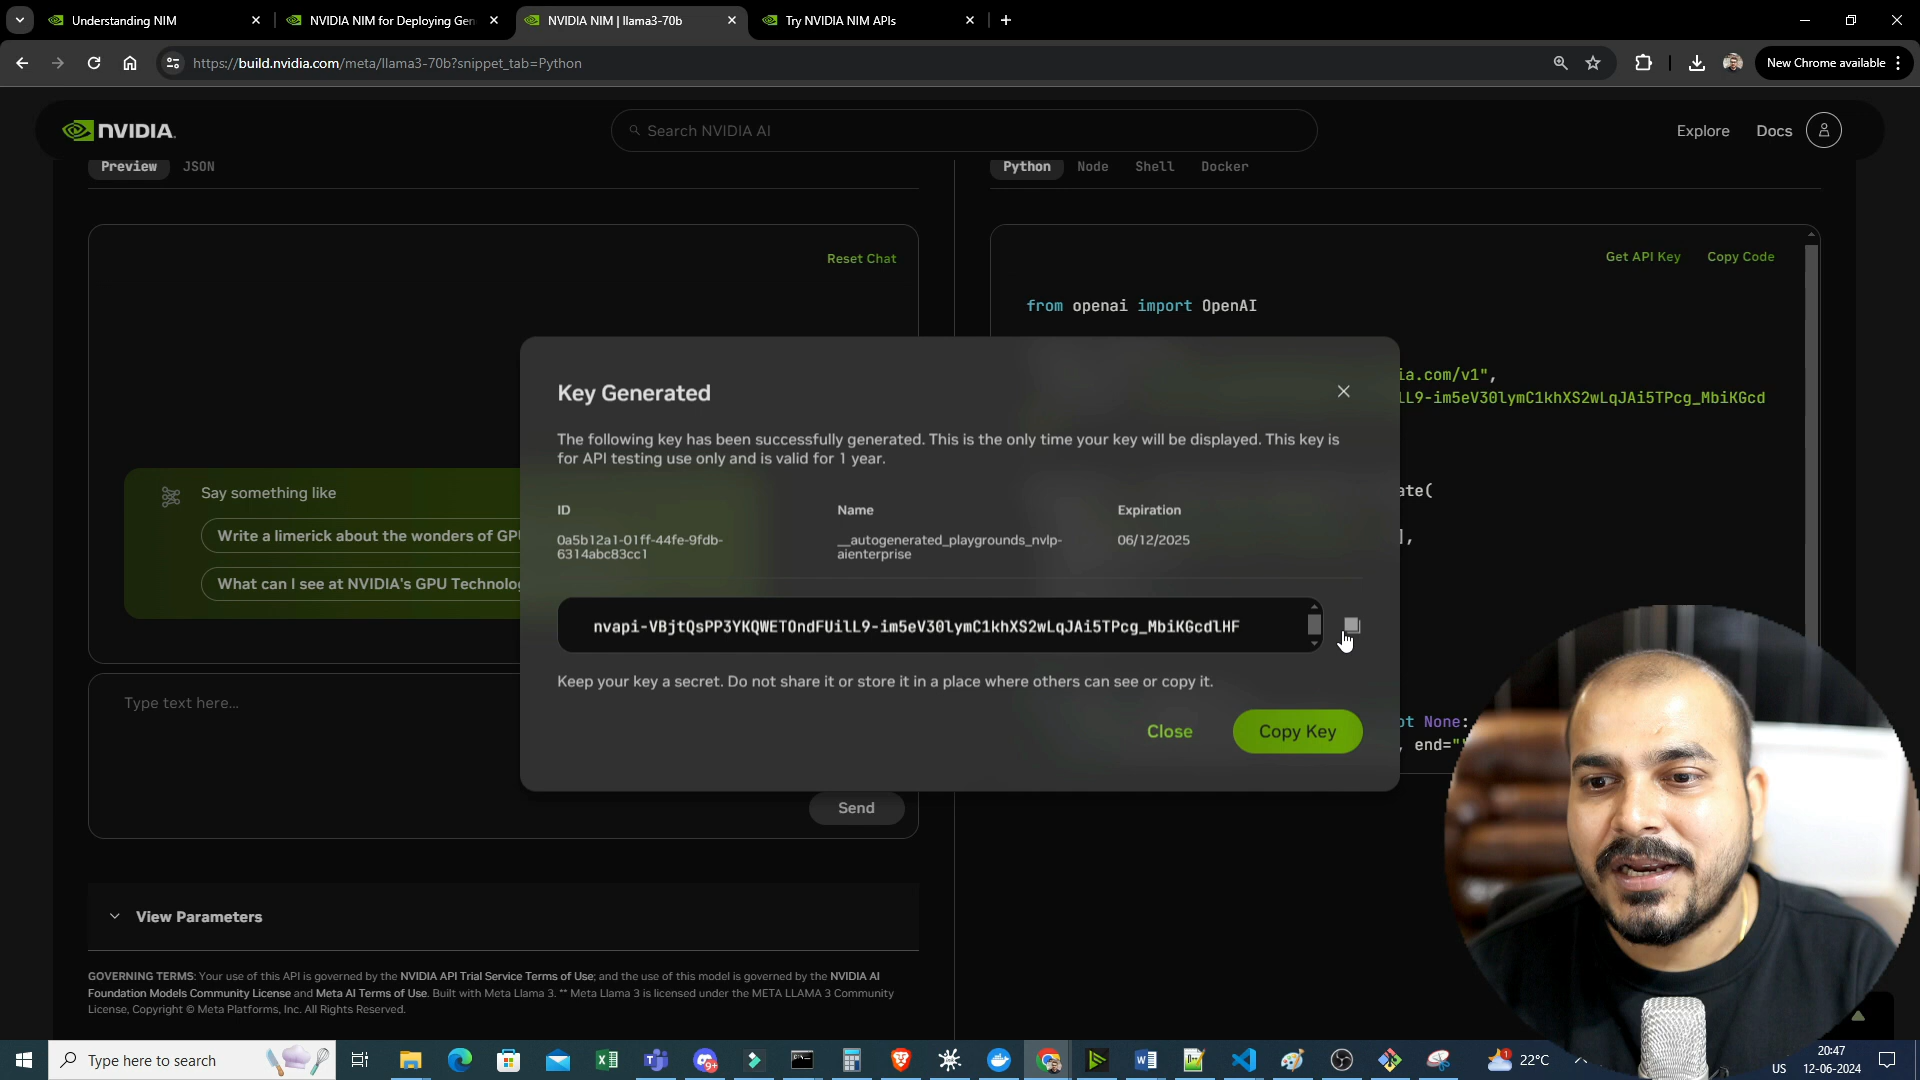 Understanding NIM
NVIDIA NIM for Deploying Gen
NVIDIA NIM | llama3-70b
Try NVIDIA NIM APIs
https://build.nvidia.com/meta/llama3-70b?snippet_tab=Python
New Chrome available
NVIDIA.
Search NVIDIA AI
Explore
Docs
Preview
JSON
Python
Node
Shell
Docker
Reset Chat
Get API Key
Copy Code
from openai import OpenAI
ia.com/v1",
LL9-im5eV30lymC1khXS2wLqJAi5TPcg_MbiKGcd
ate(
],
ot None:
, end="
Say something like
Write a limerick about the wonders of GPU
What can I see at NVIDIA's GPU Technolog
Type text here...
Send
Key Generated
The following key has been successfully generated. This is the only time your key will be displayed. This key is
for API testing use only and is valid for 1 year.
ID
Name
Expiration
0a5b12a1-01ff-44fe-9fdb-
6314abc83cc1
__autogenerated_playgrounds_nvlp-
aienterprise
06/12/2025
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
Keep your key a secret. Do not share it or store it in a place where others can see or copy it.
Close
Copy Key
View Parameters
GOVERNING TERMS: Your use of this API is governed by the NVIDIA API Trial Service Terms of Use; and the use of this model is governed by the NVIDIA AI
Foundation Models Community License and Meta AI Terms of Use. Built with Meta Llama 3. ** Meta Llama 3 is licensed under the META LLAMA 3 Community
License, Copyright © Meta Platforms, Inc. All Rights Reserved.
Type here to search
22°C
US
20:47
12-06-2024